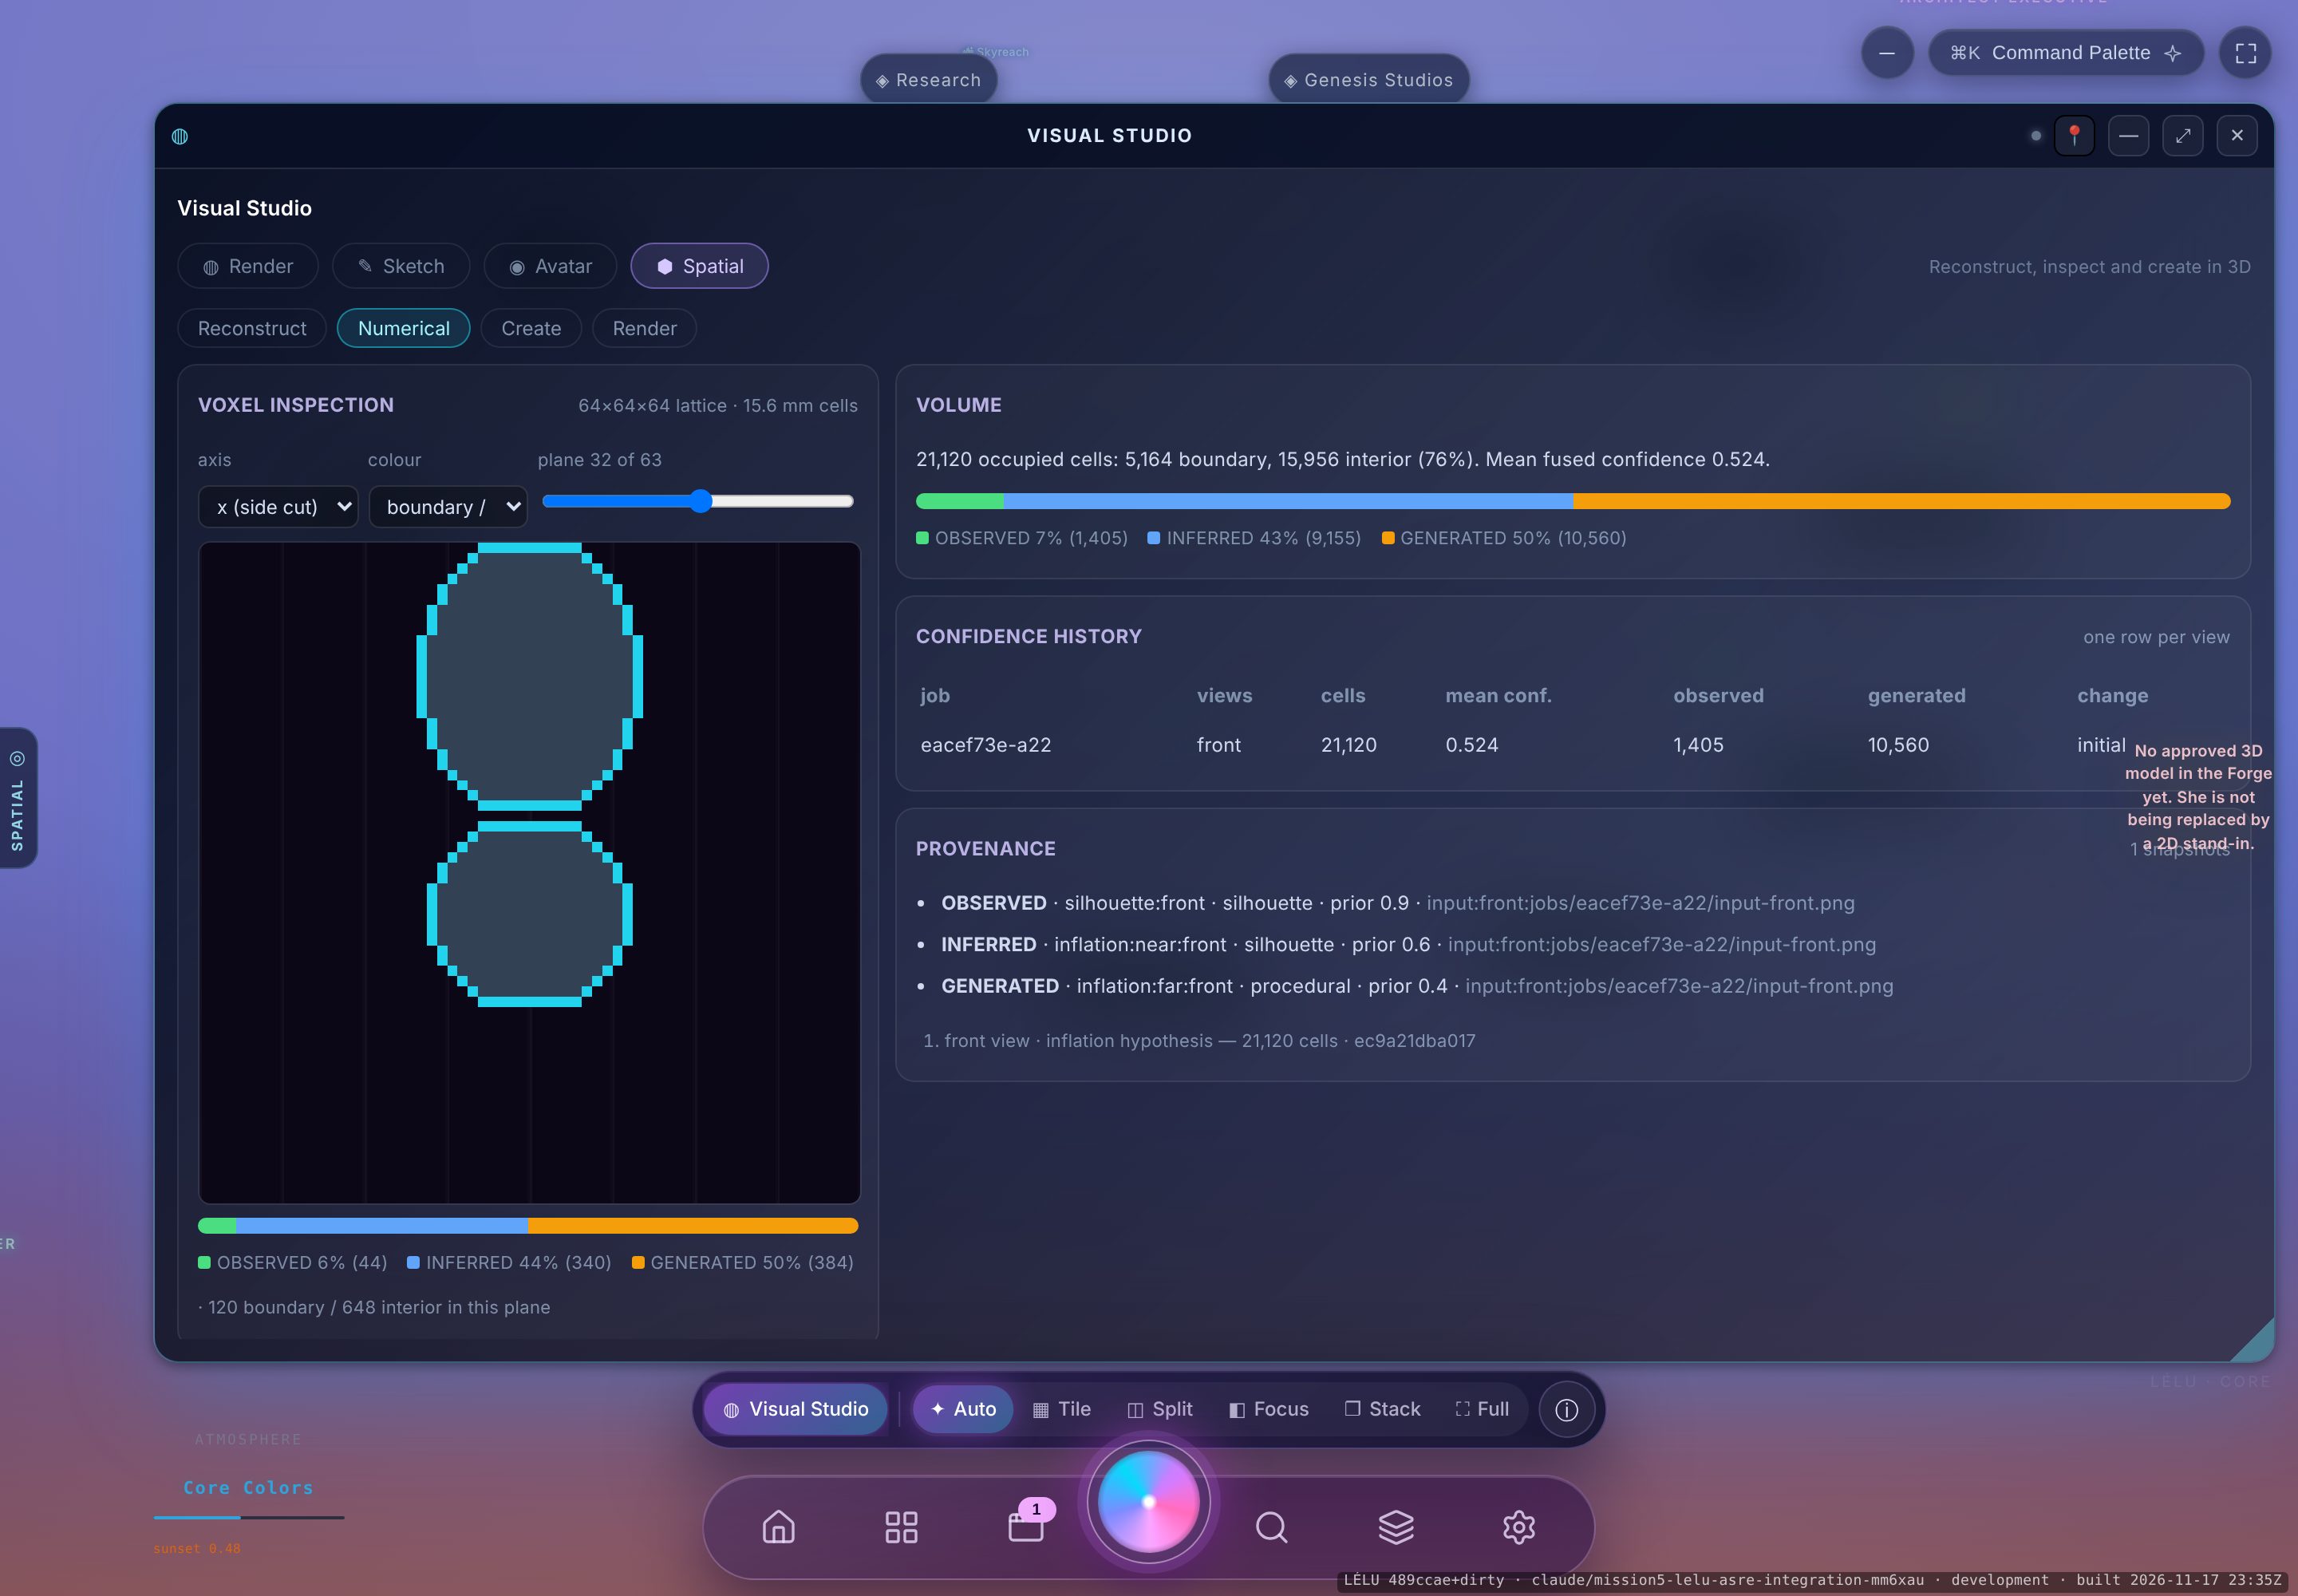 ARCHITECT EXECUTIVE
Skyreach
Research
Genesis Studios
⌘K Command Palette
VISUAL STUDIO
Visual Studio
Render Sketch Avatar Spatial
Reconstruct, inspect and create in 3D
Reconstruct Numerical Create Render
VOXEL INSPECTION 64×64×64 lattice · 15.6 mm cells
axis colour plane 32 of 63
x (side cut) boundary /
OBSERVED 6% (44) INFERRED 44% (340) GENERATED 50% (384)
· 120 boundary / 648 interior in this plane
VOLUME
21,120 occupied cells: 5,164 boundary, 15,956 interior (76%). Mean fused confidence 0.524.
OBSERVED 7% (1,405) INFERRED 43% (9,155) GENERATED 50% (10,560)
CONFIDENCE HISTORY one row per view
job views cells mean conf. observed generated change
eacef73e-a22 front 21,120 0.524 1,405 10,560 initial
No approved 3D
model in the Forge
yet. She is not
being replaced by
a 2D stand-in.
PROVENANCE 1 snapshots
• OBSERVED · silhouette:front · silhouette · prior 0.9 · input:front:jobs/eacef73e-a22/input-front.png
• INFERRED · inflation:near:front · silhouette · prior 0.6 · input:front:jobs/eacef73e-a22/input-front.png
• GENERATED · inflation:far:front · procedural · prior 0.4 · input:front:jobs/eacef73e-a22/input-front.png
1. front view · inflation hypothesis — 21,120 cells · ec9a21dba017
SPATIAL
ER
LÉLU CORE
Visual Studio Auto Tile Split Focus Stack Full
ATMOSPHERE
Core Colors
sunset 0.48
1
LÉLU 489ccae+dirty · claude/mission5-lelu-asre-integration-mm6xau · development · built 2026-11-17 23:35Z